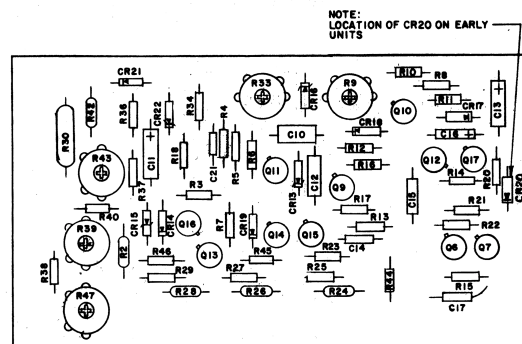 NOTE:
LOCATION OF CR20 ON EARLY
UNITS
CR21
R42
R30
R36
CR22
R34
R33
CR16
R9
R10
R8
R11
CR17
C13
Q10
C16
R43
C11
R18
C21
R4
R5
R6
C10
CR18
R12
R16
Q12
Q17
R37
R3
Q11
CR13
C12
Q9
R14
R20
CR20
R40
CR15
CR14
Q16
R7
CR19
Q14
Q15
R17
R13
C14
C15
R21
R22
R39
R2
R46
Q13
R45
R23
Q6
Q7
R38
R29
R27
R25
R44
R15
R47
R28
R26
R24
C17